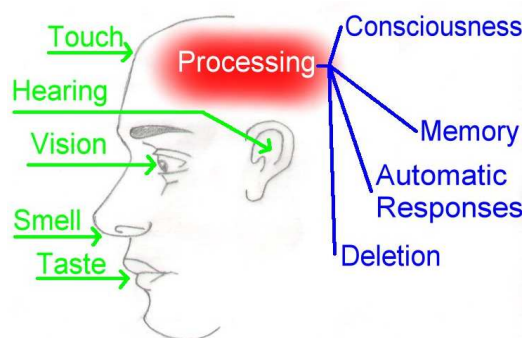 Touch
Hearing
Vision
Smell
Taste
Processing
Consciousness
Memory
Automatic
Responses
Deletion